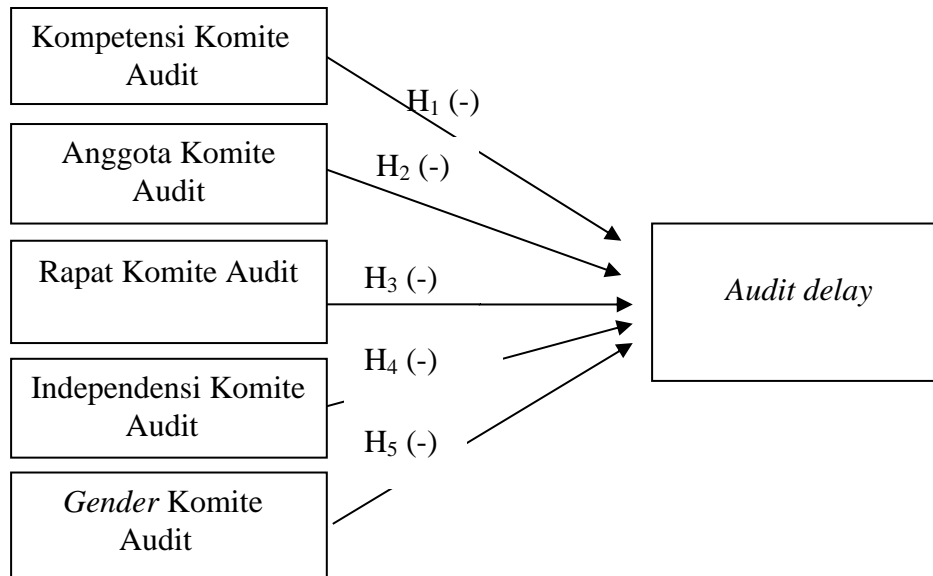 Kompetensi Komite
Audit
H₁ (-)
Anggota Komite
Audit
H₂ (-)
Rapat Komite Audit
H₃ (-)
Audit delay
Independensi Komite
Audit
H₄ (-)
Gender Komite
Audit
H₅ (-)